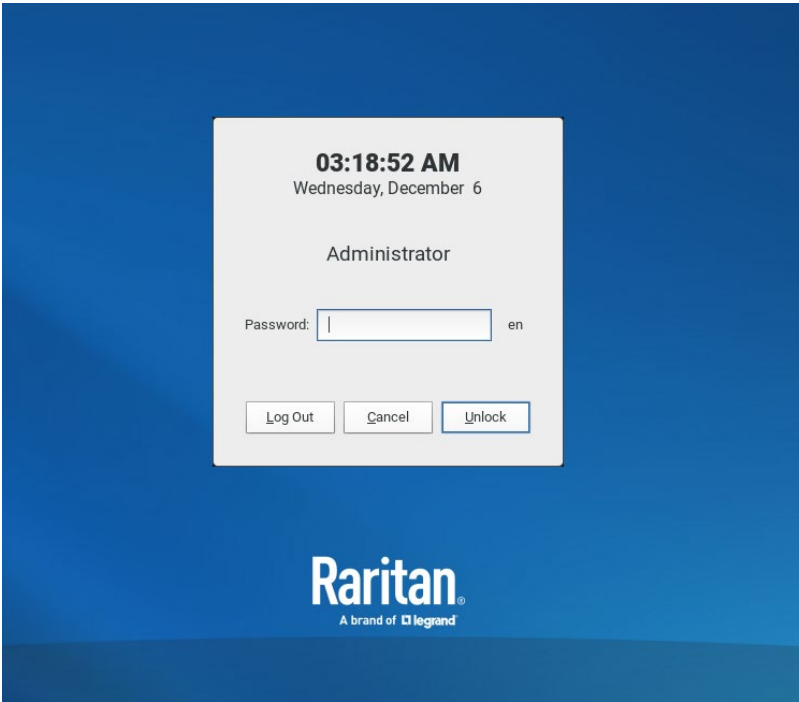 03:18:52 AM
Wednesday, December 6
Administrator
Password: en
Log Out Cancel Unlock
Raritan®
A brand of legrand®